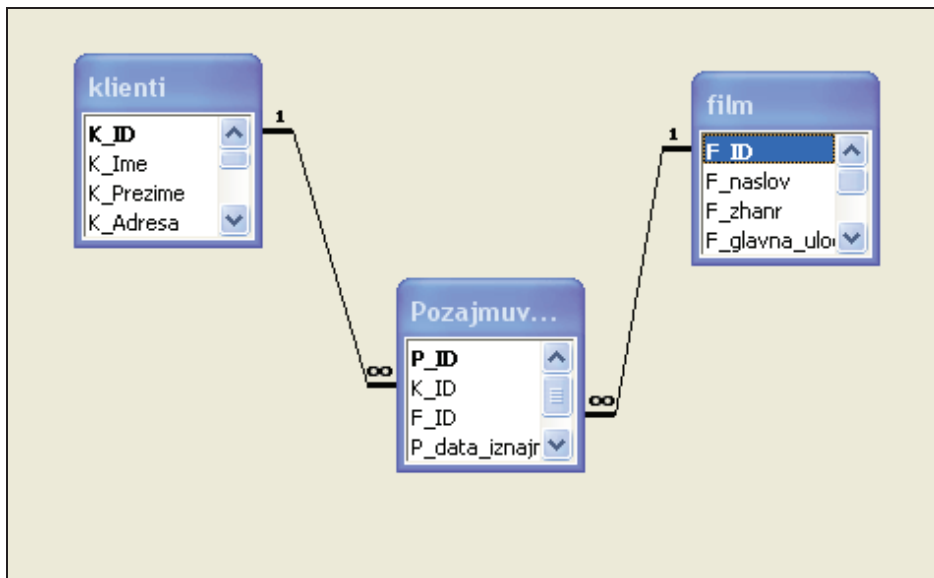 klienti
K_ID
K_Ime
K_Prezime
K_Adresa
1
film
F_ID
F_naslov
F_zhanr
F_glavna_ulo
1
Pozajmuv...
P_ID
K_ID
F_ID
P_data_iznajr
∞
∞